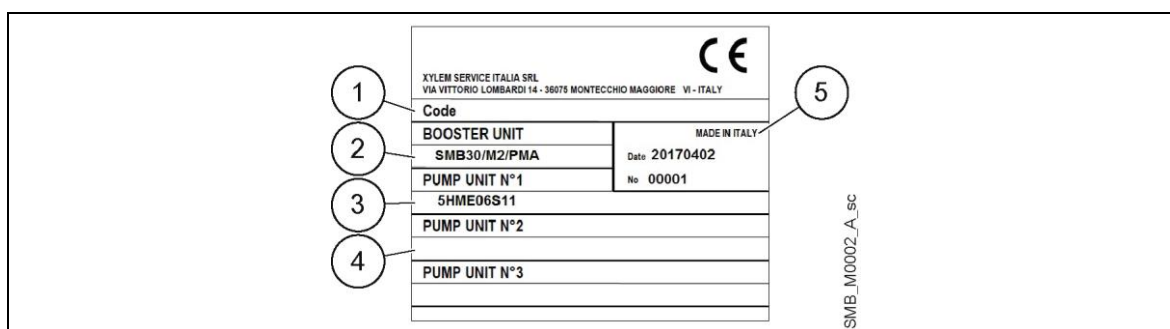 CE
XYLEM SERVICE ITALIA SRL
VIA VITTORIO LOMBARDI 14 - 36075 MONTECCHIO MAGGIORE VI - ITALY
1
Code
5
BOOSTER UNIT
MADE IN ITALY
2
SMB30/M2/PMA
Date 20170402
PUMP UNIT N°1
No 00001
3
5HME06S11
PUMP UNIT N°2
4
PUMP UNIT N°3
SMB_M0002_A_sc